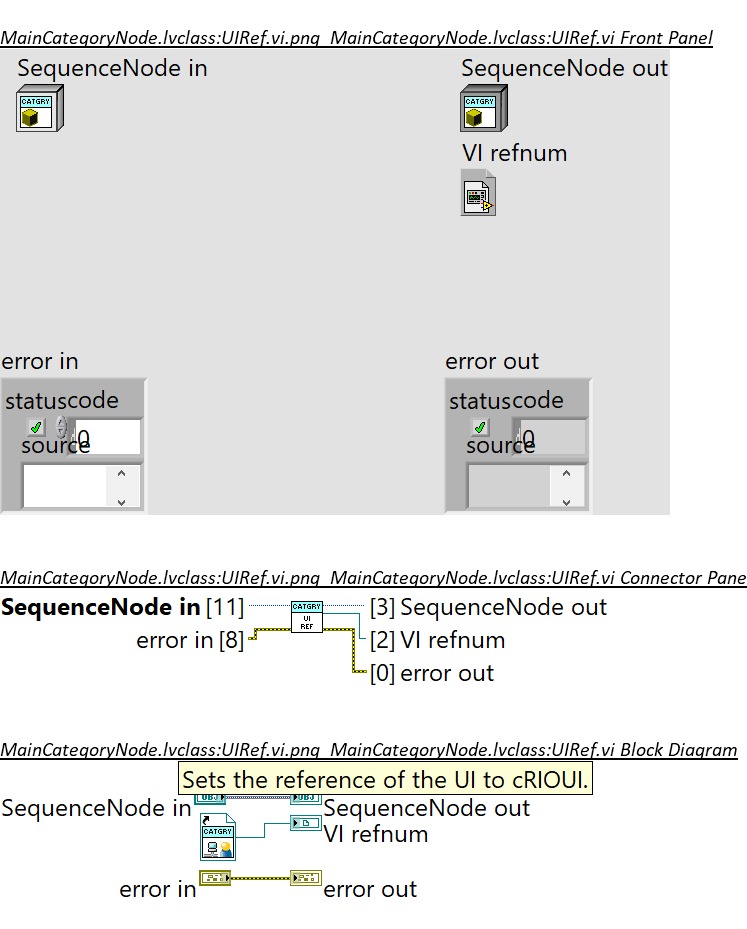 MainCategoryNode.lvclass:UIRef.vi.png MainCategoryNode.lvclass:UIRef.vi Front Panel
SequenceNode in
SequenceNode out
CATGRY
CATGRY
VI refnum
error in
error out
status code
status code
0
0
source
source
MainCategoryNode.lvclass:UIRef.vi.png MainCategoryNode.lvclass:UIRef.vi Connector Pane
SequenceNode in [11]
CATGRY
[3] SequenceNode out
UI
REF
error in [8]
[2] VI refnum
[0] error out
MainCategoryNode.lvclass:UIRef.vi.png MainCategoryNode.lvclass:UIRef.vi Block Diagram
Sets the reference of the UI to cRIOUI.
OBJ
OBJ
SequenceNode in
SequenceNode out
CATGRY
VI refnum
error in
error out